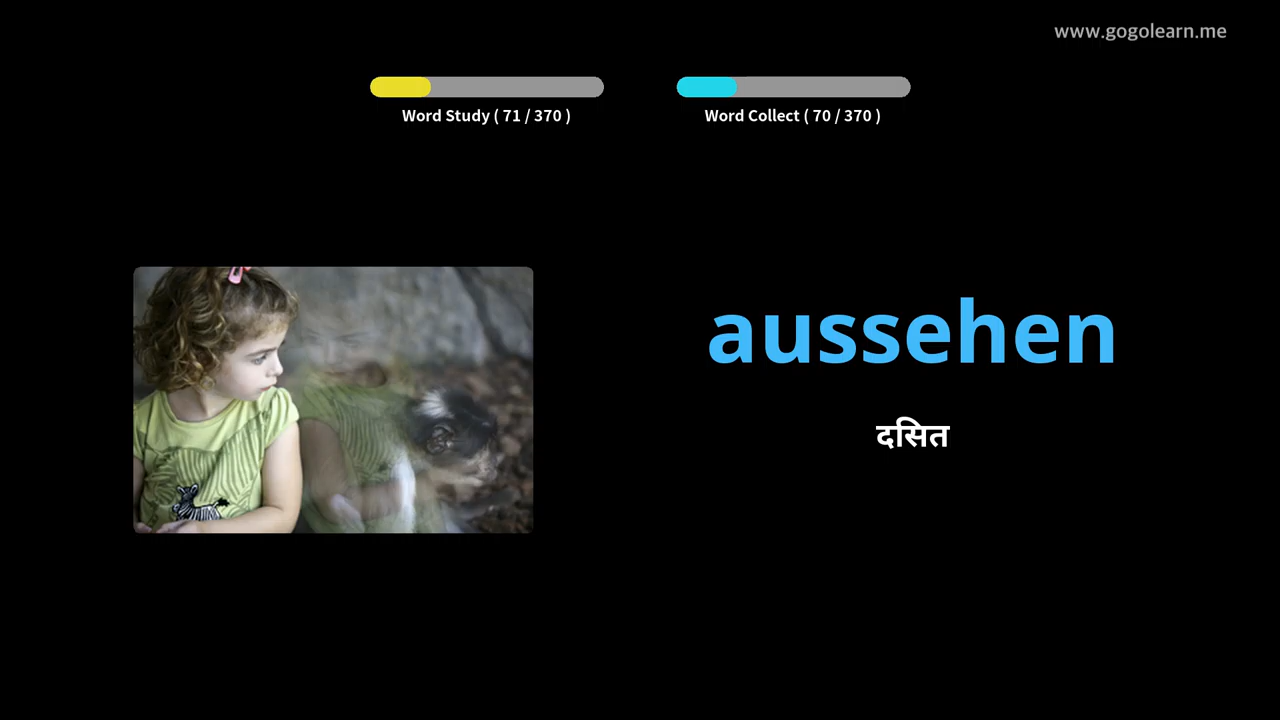 www.gogolearn.me
Word Study ( 71 / 370 )
Word Collect ( 70 / 370 )
aussehen
दसित